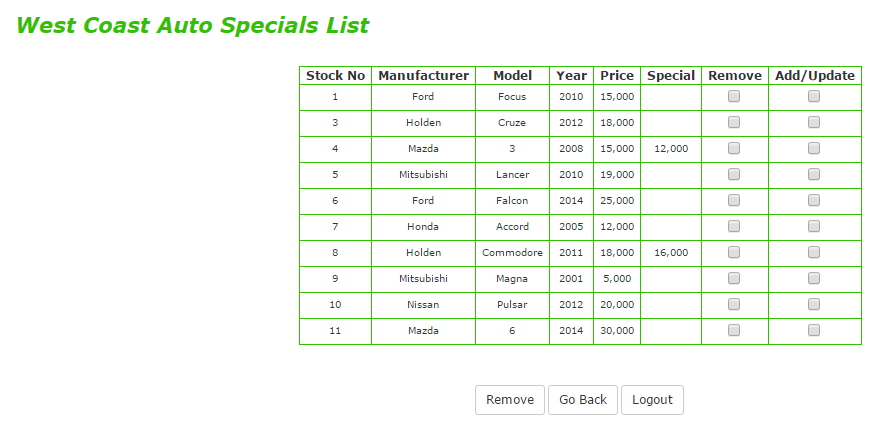 West Coast Auto Specials List
Stock No Manufacturer Model Year Price Special Remove Add/Update
1 Ford Focus 2010 15,000
3 Holden Cruze 2012 18,000
4 Mazda 3 2008 15,000 12,000
5 Mitsubishi Lancer 2010 19,000
6 Ford Falcon 2014 25,000
7 Honda Accord 2005 12,000
8 Holden Commodore 2011 18,000 16,000
9 Mitsubishi Magna 2001 5,000
10 Nissan Pulsar 2012 20,000
11 Mazda 6 2014 30,000
Remove Go Back Logout